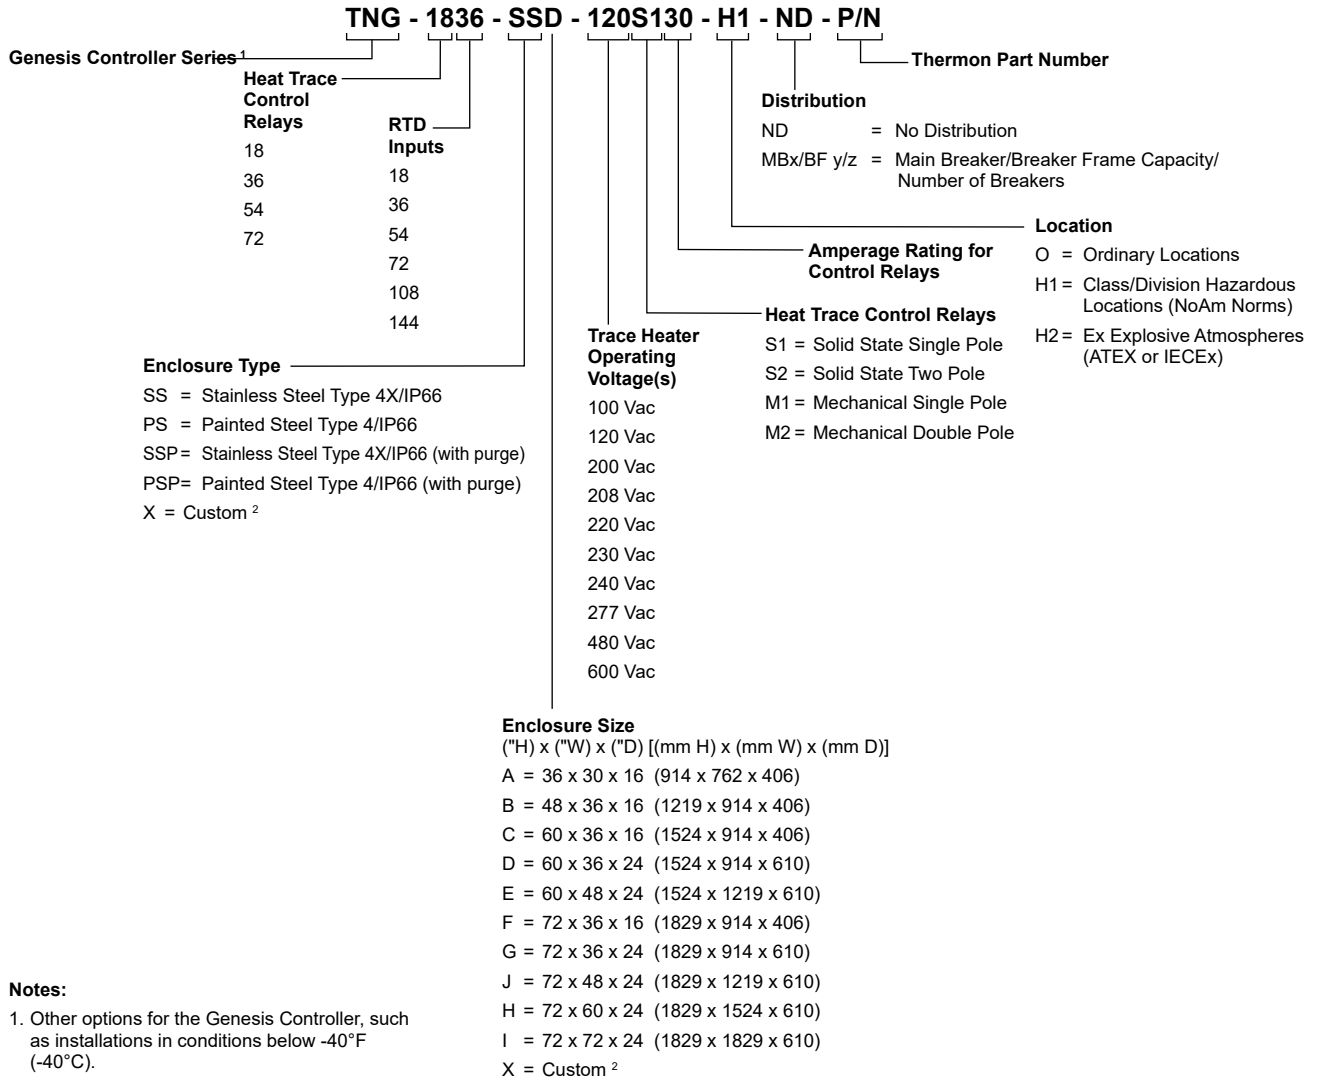 TNG - 1836 - SSD - 120S130 - H1 - ND - P/N
Genesis Controller Series 1
Heat Trace
Control
Relays
18
36
54
72
RTD
Inputs
18
36
54
72
108
144
Enclosure Type
SS = Stainless Steel Type 4X/IP66
PS = Painted Steel Type 4/IP66
SSP = Stainless Steel Type 4X/IP66 (with purge)
PSP = Painted Steel Type 4/IP66 (with purge)
X = Custom 2
Enclosure Size
("H) x ("W) x ("D) [(mm H) x (mm W) x (mm D)]
A = 36 x 30 x 16 (914 x 762 x 406)
B = 48 x 36 x 16 (1219 x 914 x 406)
C = 60 x 36 x 16 (1524 x 914 x 406)
D = 60 x 36 x 24 (1524 x 914 x 610)
E = 60 x 48 x 24 (1524 x 1219 x 610)
F = 72 x 36 x 16 (1829 x 914 x 406)
G = 72 x 36 x 24 (1829 x 914 x 610)
J = 72 x 48 x 24 (1829 x 1219 x 610)
H = 72 x 60 x 24 (1829 x 1524 x 610)
I = 72 x 72 x 24 (1829 x 1829 x 610)
X = Custom 2
Trace Heater
Operating
Voltage(s)
100 Vac
120 Vac
200 Vac
208 Vac
220 Vac
230 Vac
240 Vac
277 Vac
480 Vac
600 Vac
Heat Trace Control Relays
S1 = Solid State Single Pole
S2 = Solid State Two Pole
M1 = Mechanical Single Pole
M2 = Mechanical Double Pole
Amperage Rating for
Control Relays
Location
O = Ordinary Locations
H1 = Class/Division Hazardous
Locations (NoAm Norms)
H2 = Ex Explosive Atmospheres
(ATEX or IECEx)
Distribution
ND = No Distribution
MBx/BF y/z = Main Breaker/Breaker Frame Capacity/
Number of Breakers
Thermon Part Number
Notes:
1. Other options for the Genesis Controller, such
as installations in conditions below -40°F
(-40°C).